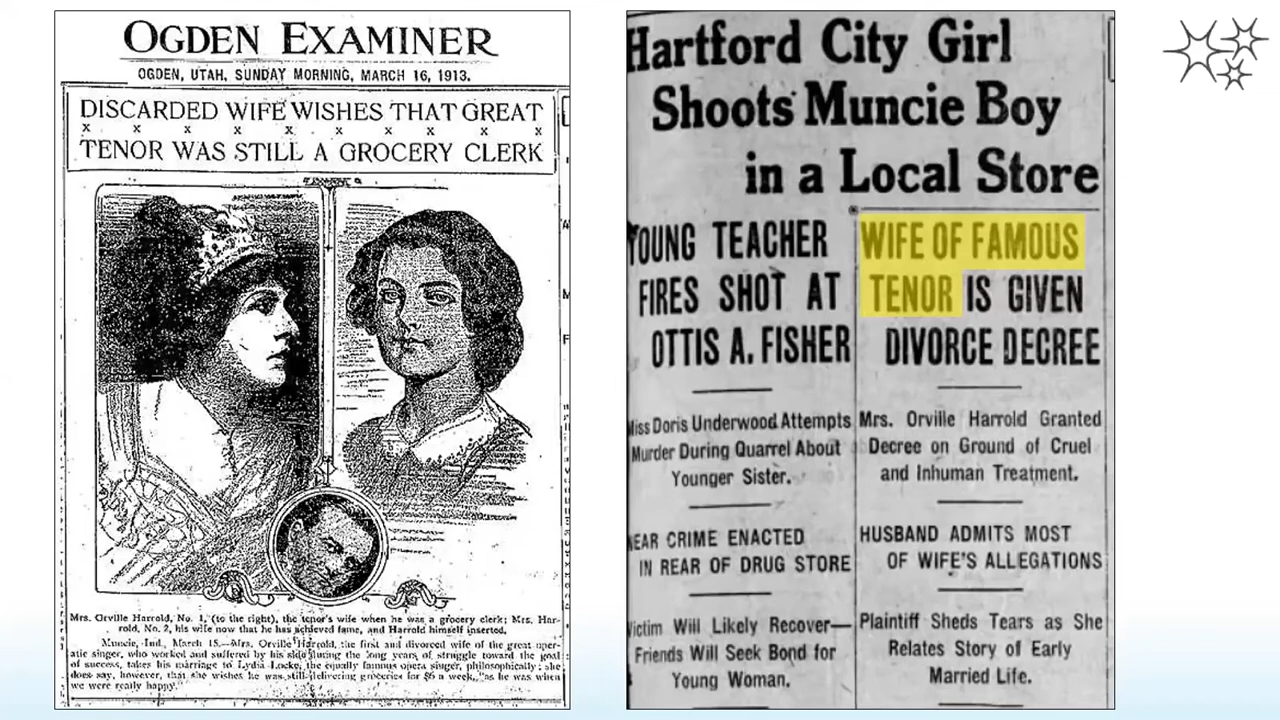 OGDEN EXAMINER
OGDEN, UTAH, SUNDAY MORNING, MARCH 16, 1913.
DISCARDED WIFE WISHES THAT GREAT
x x x x x x x x x x
TENOR WAS STILL A GROCERY CLERK
Mrs. Orville Harrold, No. 1, (to the right), the tenor's wife when he was a grocery clerk; Mrs. Har-
rold, No. 2, his wife now that he has achieved fame, and Harrold himself inserted.
Muncie, Ind., March 15.—Mrs. Orville Harrold, the first and divorced wife of the great oper-
atic singer, who worked and suffered by his side during the long years of struggle toward the goal
of success, takes his marriage to Lydia Locke, the equally famous opera singer, philosophically; she
does say, however, that she wishes he was still delivering groceries for $6 a week, "as he was when
we were really happy."
Hartford City Girl
Shoots Muncie Boy
in a Local Store
YOUNG TEACHER
FIRES SHOT AT
OTTIS A. FISHER
Miss Doris Underwood Attempts
Murder During Quarrel About
Younger Sister.
NEAR CRIME ENACTED
IN REAR OF DRUG STORE
Victim Will Likely Recover—
Friends Will Seek Bond for
Young Woman.
WIFE OF FAMOUS
TENOR IS GIVEN
DIVORCE DECREE
Mrs. Orville Harrold Granted
Decree on Ground of Cruel
and Inhuman Treatment.
HUSBAND ADMITS MOST
OF WIFE'S ALLEGATIONS
Plaintiff Sheds Tears as She
Relates Story of Early
Married Life.